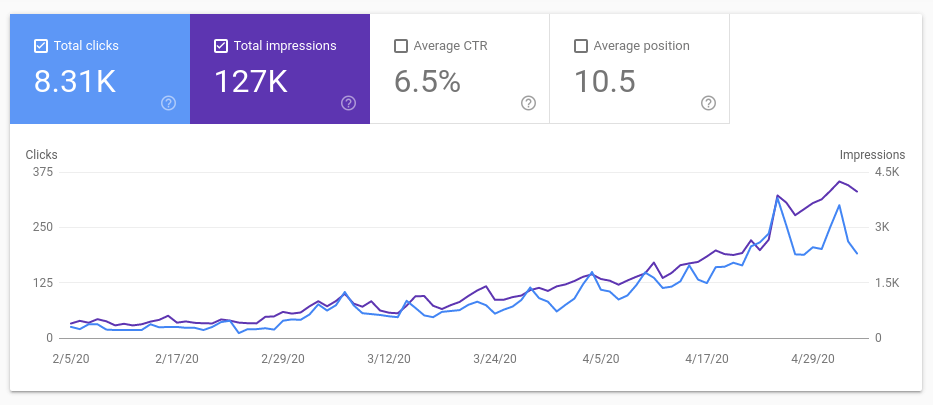 Total clicks
8.31K
Total impressions
127K
Average CTR
6.5%
Average position
10.5
Clicks
Impressions
375
4.5K
250
3K
125
1.5K
0
0
2/5/20 2/17/20 2/29/20 3/12/20 3/24/20 4/5/20 4/17/20 4/29/20